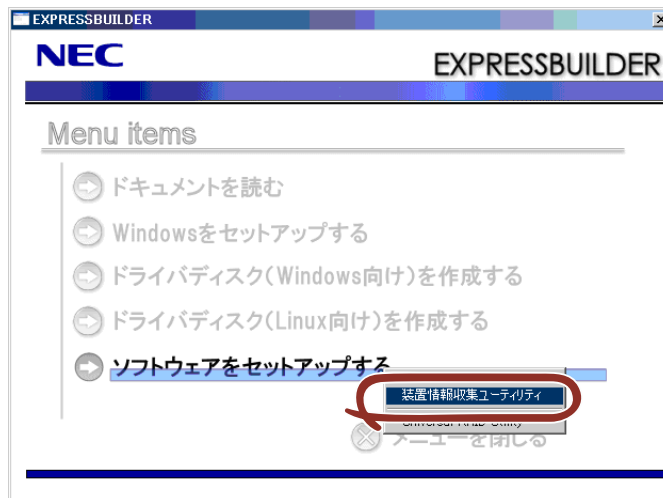 EXPRESSBUILDER
NEC
EXPRESSBUILDER
Menu items
ドキュメントを読む
Windowsをセットアップする
ドライバディスク(Windows向け)を作成する
ドライバディスク(Linux向け)を作成する
ソフトウェアをセットアップする
装置情報収集ユーティリティ
Universal RAID Utility
メニューを閉じる